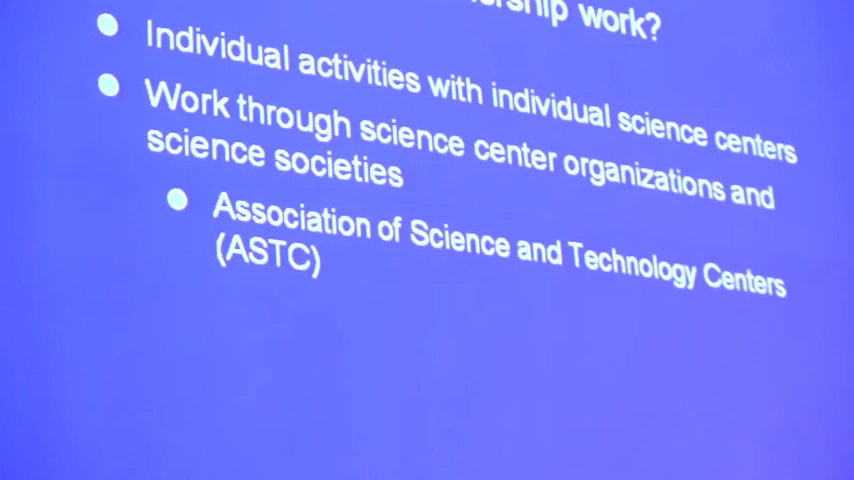 work?
Individual activities with individual science centers
Work through science center organizations and
science societies
Association of Science and Technology Centers
(ASTC)